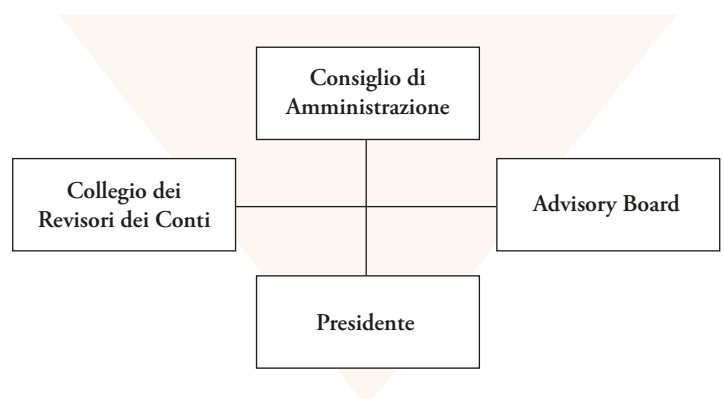 Consiglio di
Amministrazione
Collegio dei
Revisori dei Conti
Advisory Board
Presidente